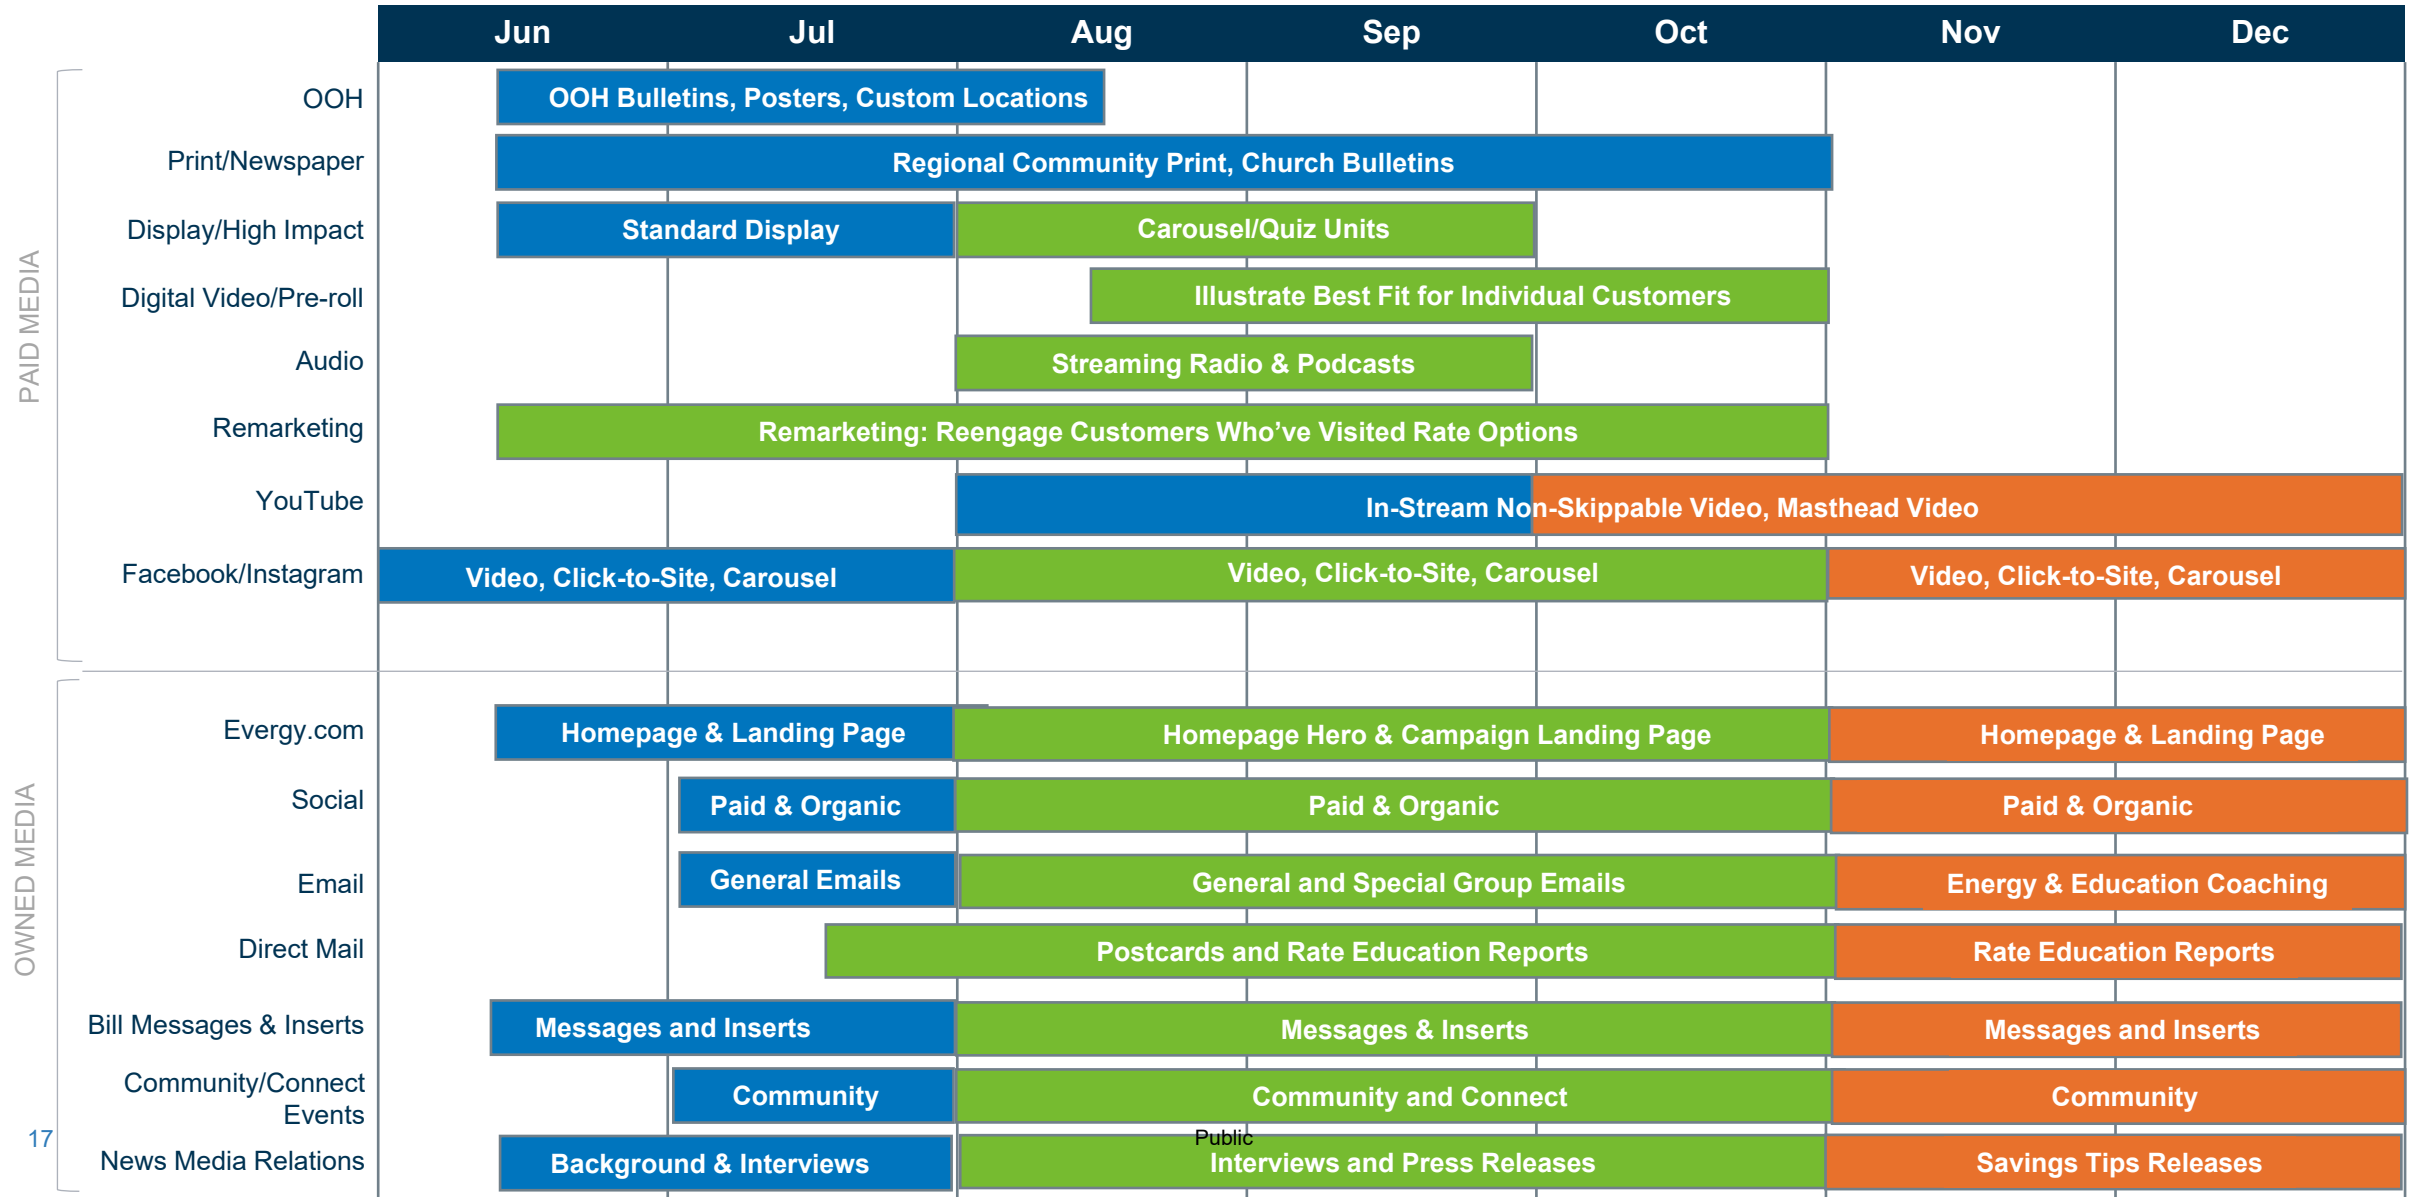 Jun Jul Aug Sep Oct Nov Dec
PAID MEDIA
OOH
OOH Bulletins, Posters, Custom Locations
Print/Newspaper
Regional Community Print, Church Bulletins
Display/High Impact
Standard Display
Carousel/Quiz Units
Digital Video/Pre-roll
Illustrate Best Fit for Individual Customers
Audio
Streaming Radio & Podcasts
Remarketing
Remarketing: Reengage Customers Who’ve Visited Rate Options
YouTube
In-Stream Non-Skippable Video, Masthead Video
Facebook/Instagram
Video, Click-to-Site, Carousel
Video, Click-to-Site, Carousel
Video, Click-to-Site, Carousel
OWNED MEDIA
Evergy.com
Homepage & Landing Page
Homepage Hero & Campaign Landing Page
Homepage & Landing Page
Social
Paid & Organic
Paid & Organic
Paid & Organic
Email
General Emails
General and Special Group Emails
Energy & Education Coaching
Direct Mail
Postcards and Rate Education Reports
Rate Education Reports
Bill Messages & Inserts
Messages and Inserts
Messages & Inserts
Messages and Inserts
Community/Connect
Events
Community
Community and Connect
Community
17
Public
News Media Relations
Background & Interviews
Interviews and Press Releases
Savings Tips Releases